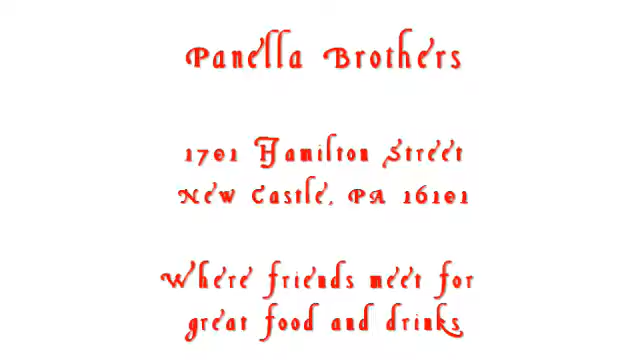 Panella Brothers
1701 Hamilton Street
New Castle, PA 16101
Where friends meet for
great food and drinks